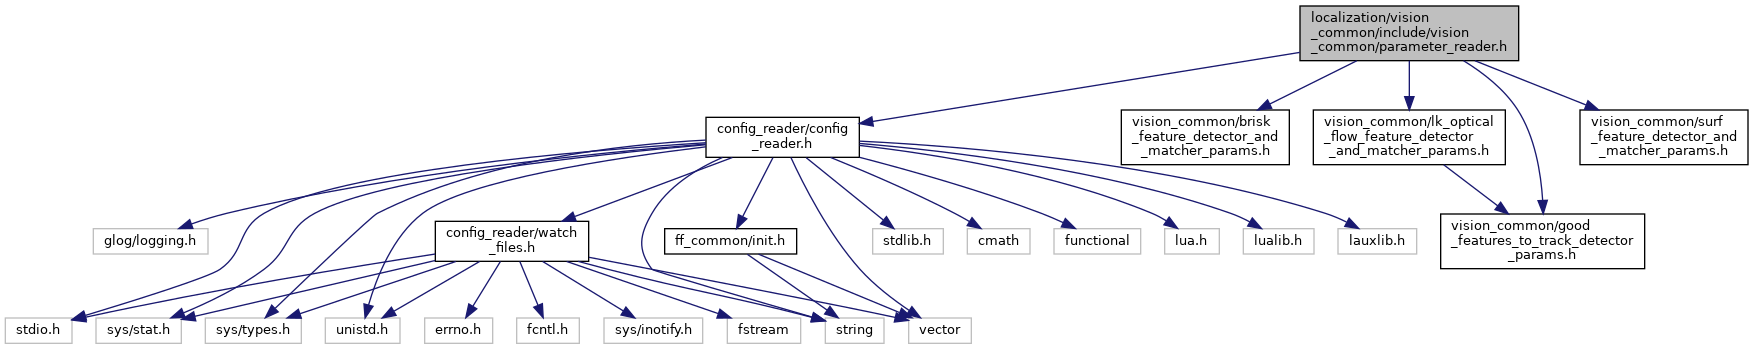 localization/vision
_common/include/vision
_common/parameter_reader.h
config_reader/config
_reader.h
vision_common/brisk
_feature_detector_and
_matcher_params.h
vision_common/lk_optical
_flow_feature_detector
_and_matcher_params.h
vision_common/surf
_feature_detector_and
_matcher_params.h
glog/logging.h
config_reader/watch
_files.h
ff_common/init.h
stdlib.h
cmath
functional
lua.h
lualib.h
lauxlib.h
vision_common/good
_features_to_track_detector
_params.h
stdio.h
sys/stat.h
sys/types.h
unistd.h
errno.h
fcntl.h
sys/inotify.h
fstream
string
vector